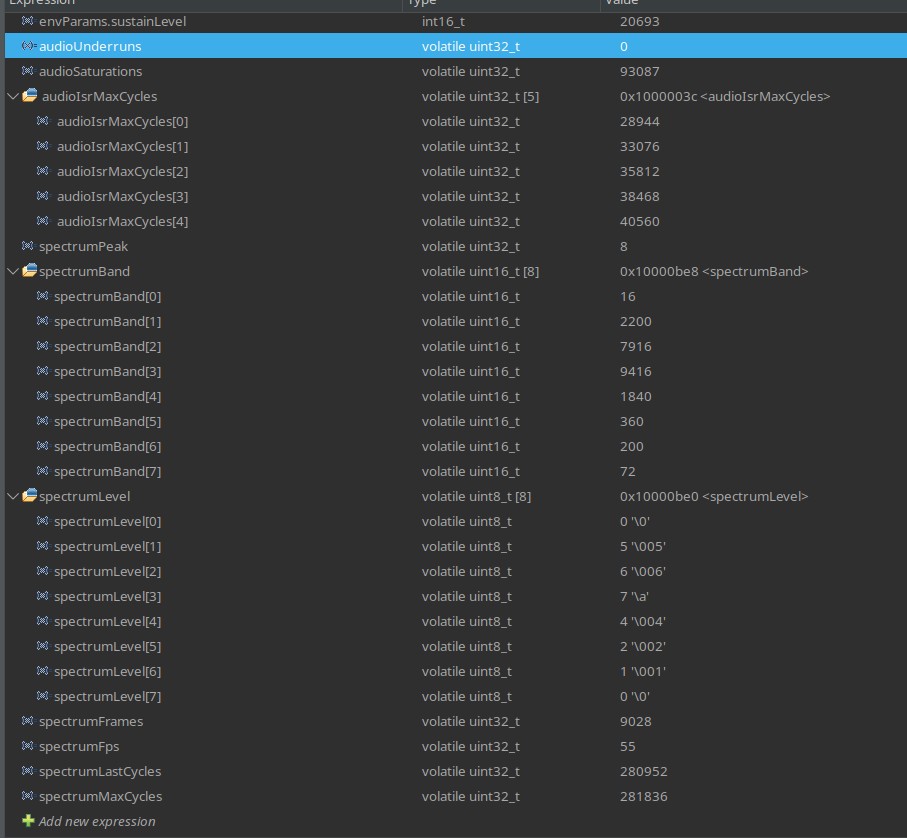 Expression Type Value
envParams.sustainLevel int16_t 20693
audioUnderruns volatile uint32_t 0
audioSaturations volatile uint32_t 93087
audioIsrMaxCycles volatile uint32_t [5] 0x1000003c <audioIsrMaxCycles>
audioIsrMaxCycles[0] volatile uint32_t 28944
audioIsrMaxCycles[1] volatile uint32_t 33076
audioIsrMaxCycles[2] volatile uint32_t 35812
audioIsrMaxCycles[3] volatile uint32_t 38468
audioIsrMaxCycles[4] volatile uint32_t 40560
spectrumPeak volatile uint32_t 8
spectrumBand volatile uint16_t [8] 0x10000be8 <spectrumBand>
spectrumBand[0] volatile uint16_t 16
spectrumBand[1] volatile uint16_t 2200
spectrumBand[2] volatile uint16_t 7916
spectrumBand[3] volatile uint16_t 9416
spectrumBand[4] volatile uint16_t 1840
spectrumBand[5] volatile uint16_t 360
spectrumBand[6] volatile uint16_t 200
spectrumBand[7] volatile uint16_t 72
spectrumLevel volatile uint8_t [8] 0x10000be0 <spectrumLevel>
spectrumLevel[0] volatile uint8_t 0 '\0'
spectrumLevel[1] volatile uint8_t 5 '\005'
spectrumLevel[2] volatile uint8_t 6 '\006'
spectrumLevel[3] volatile uint8_t 7 '\a'
spectrumLevel[4] volatile uint8_t 4 '\004'
spectrumLevel[5] volatile uint8_t 2 '\002'
spectrumLevel[6] volatile uint8_t 1 '\001'
spectrumLevel[7] volatile uint8_t 0 '\0'
spectrumFrames volatile uint32_t 9028
spectrumFps volatile uint32_t 55
spectrumLastCycles volatile uint32_t 280952
spectrumMaxCycles volatile uint32_t 281836
Add new expression